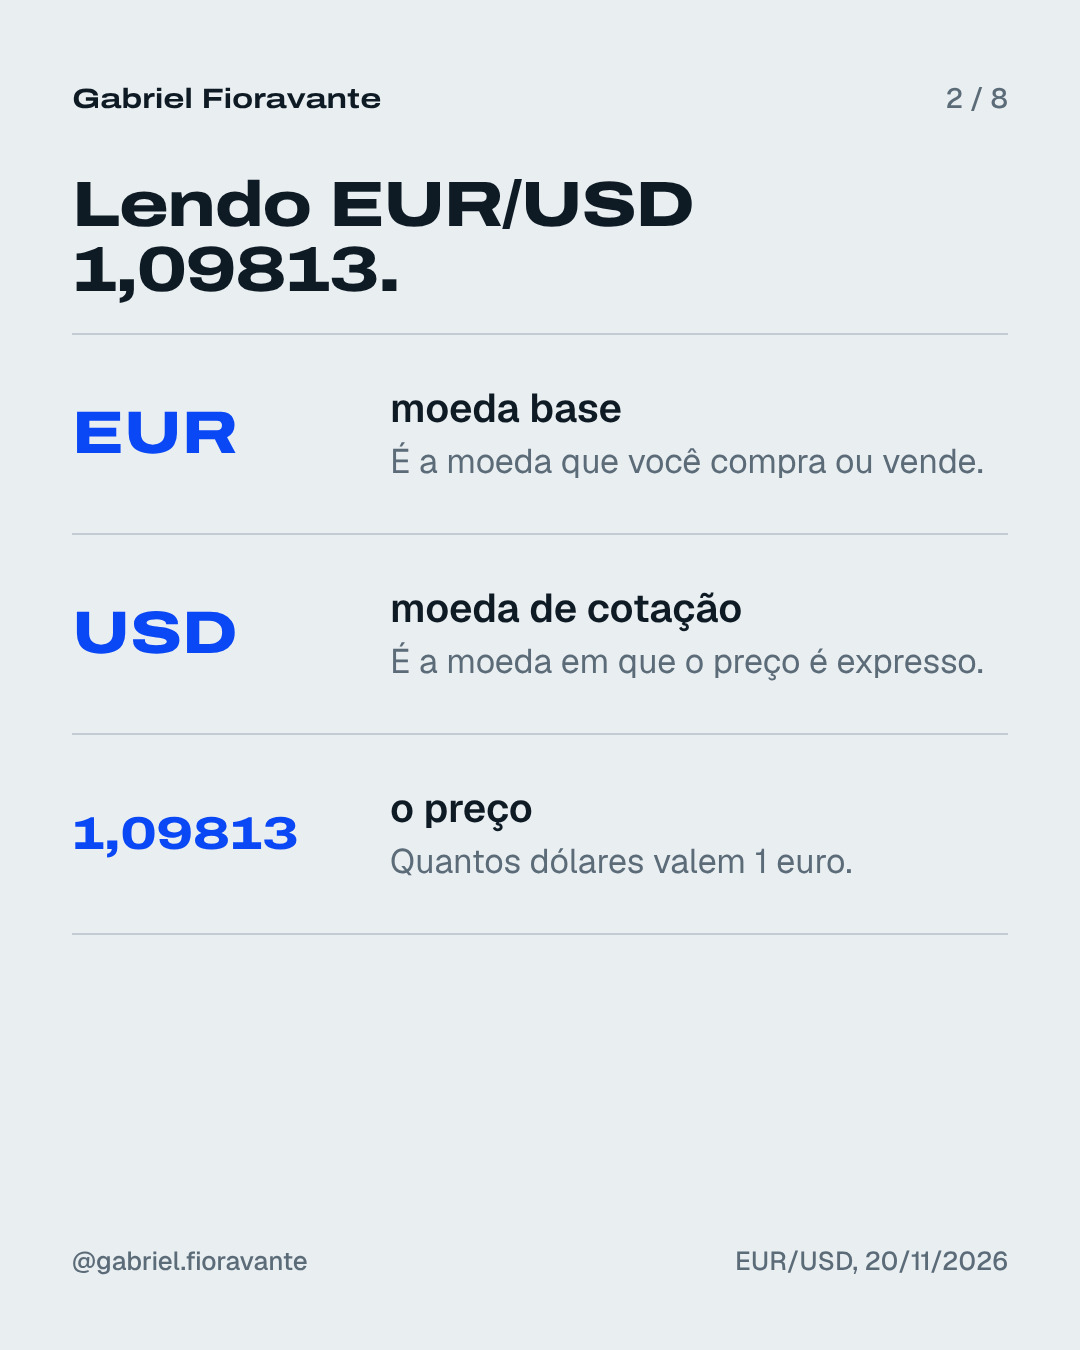 Gabriel Fioravante
2 / 8
Lendo EUR/USD
1,09813.
EUR
moeda base
É a moeda que você compra ou vende.
USD
moeda de cotação
É a moeda em que o preço é expresso.
1,09813
o preço
Quantos dólares valem 1 euro.
@gabriel.fioravante
EUR/USD, 20/11/2026